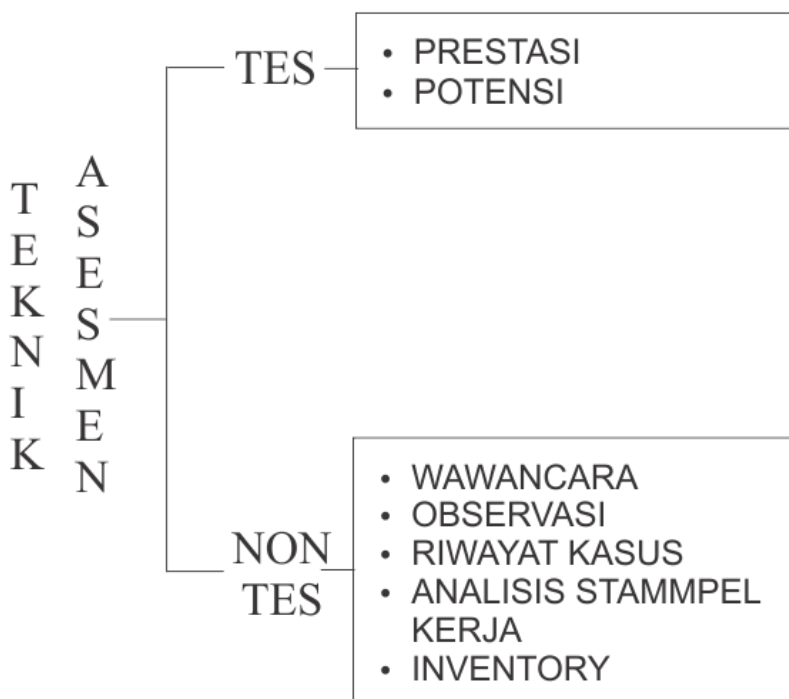 TEKNIK
ASESMEN
TES
• PRESTASI
• POTENSI
NON
TES
• WAWANCARA
• OBSERVASI
• RIWAYAT KASUS
• ANALISIS STAMMPEL
KERJA
• INVENTORY